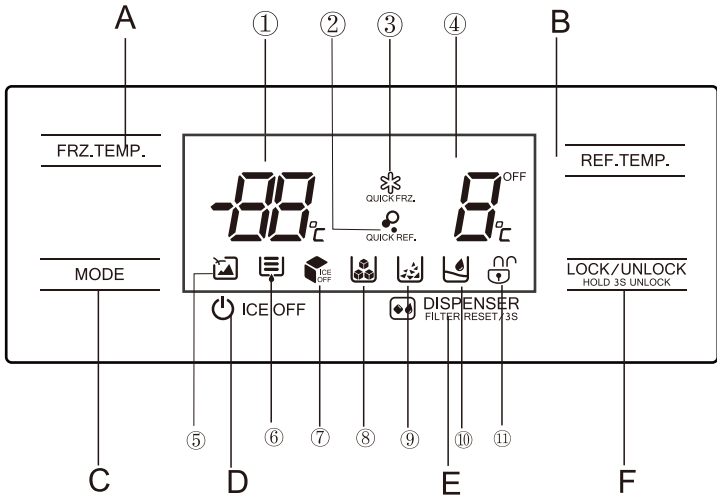 A ① ② ③ ④ B
FRZ.TEMP.
-88°C
QUICK FRZ.
QUICK REF.
8°C OFF
REF.TEMP.
MODE
ICE OFF
LOCK/UNLOCK
HOLD 3S UNLOCK
ICE OFF
DISPENSER
FILTER RESET/3S
⑤ ⑥ ⑦ ⑧ ⑨ ⑩ ⑪
C D E F